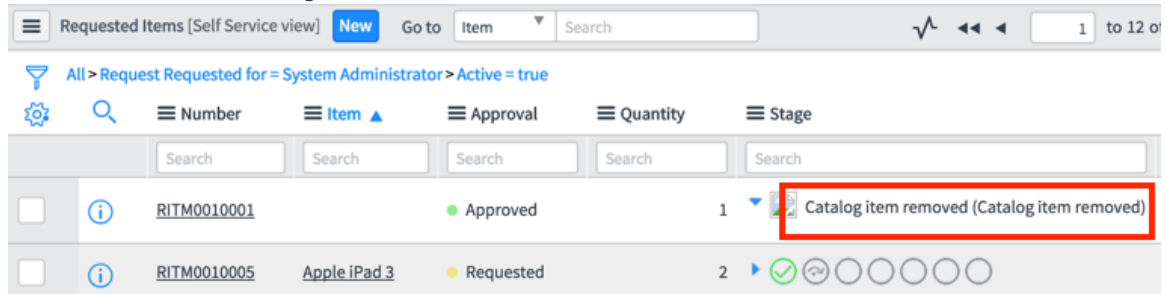 Requested Items [Self Service view] New Go to Item Search 1 to 12 of
All > Request Requested for = System Administrator > Active = true
Number Item Approval Quantity Stage
Search Search Search Search Search
RITM0010001 Approved 1 Catalog item removed (Catalog item removed)
RITM0010005 Apple iPad 3 Requested 2